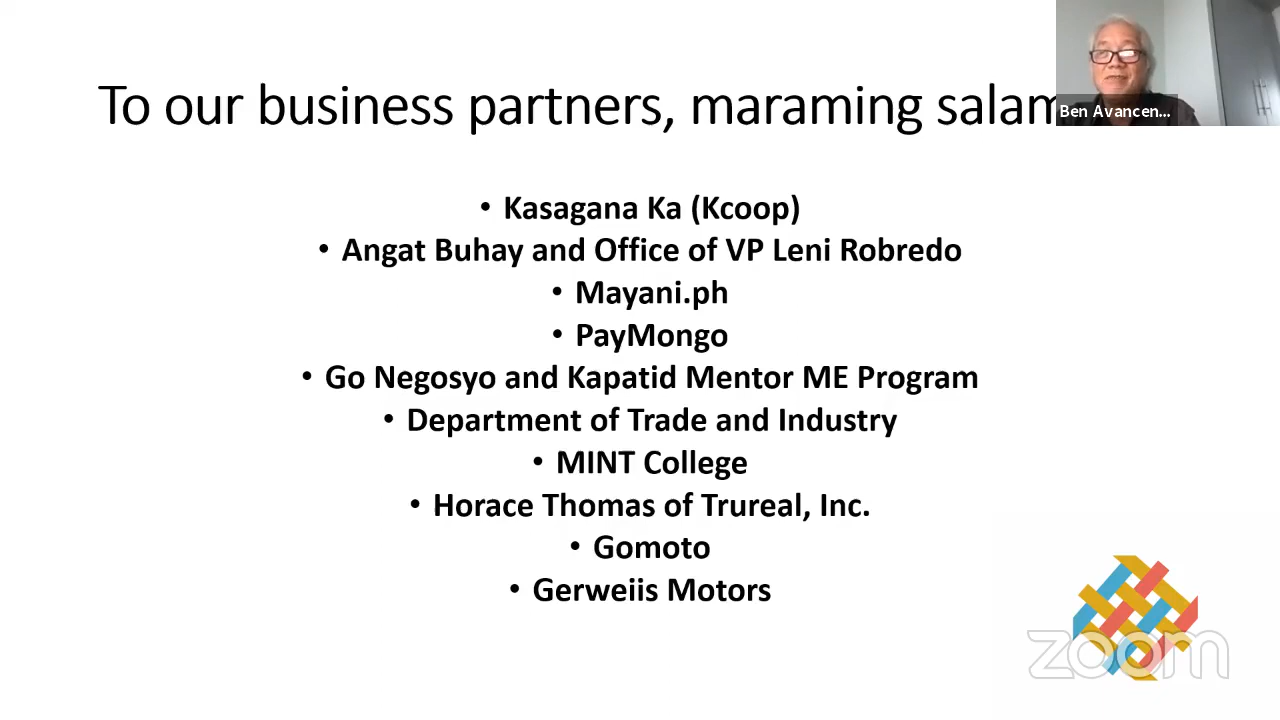 To our business partners, maraming salam
Ben Avancen...
• Kasagana Ka (Kcoop)
• Angat Buhay and Office of VP Leni Robredo
• Mayani.ph
• PayMongo
• Go Negosyo and Kapatid Mentor ME Program
• Department of Trade and Industry
• MINT College
• Horace Thomas of Trureal, Inc.
• Gomoto
• Gerweiis Motors
zoom